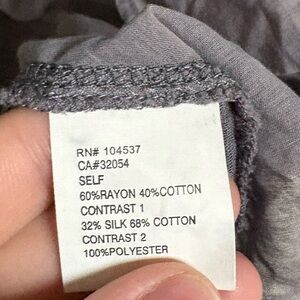 RN# 104537
CA#32054
SELF
60%RAYON 40%COTTON
CONTRAST 1
32% SILK 68% COTTON
CONTRAST 2
100%POLYESTER